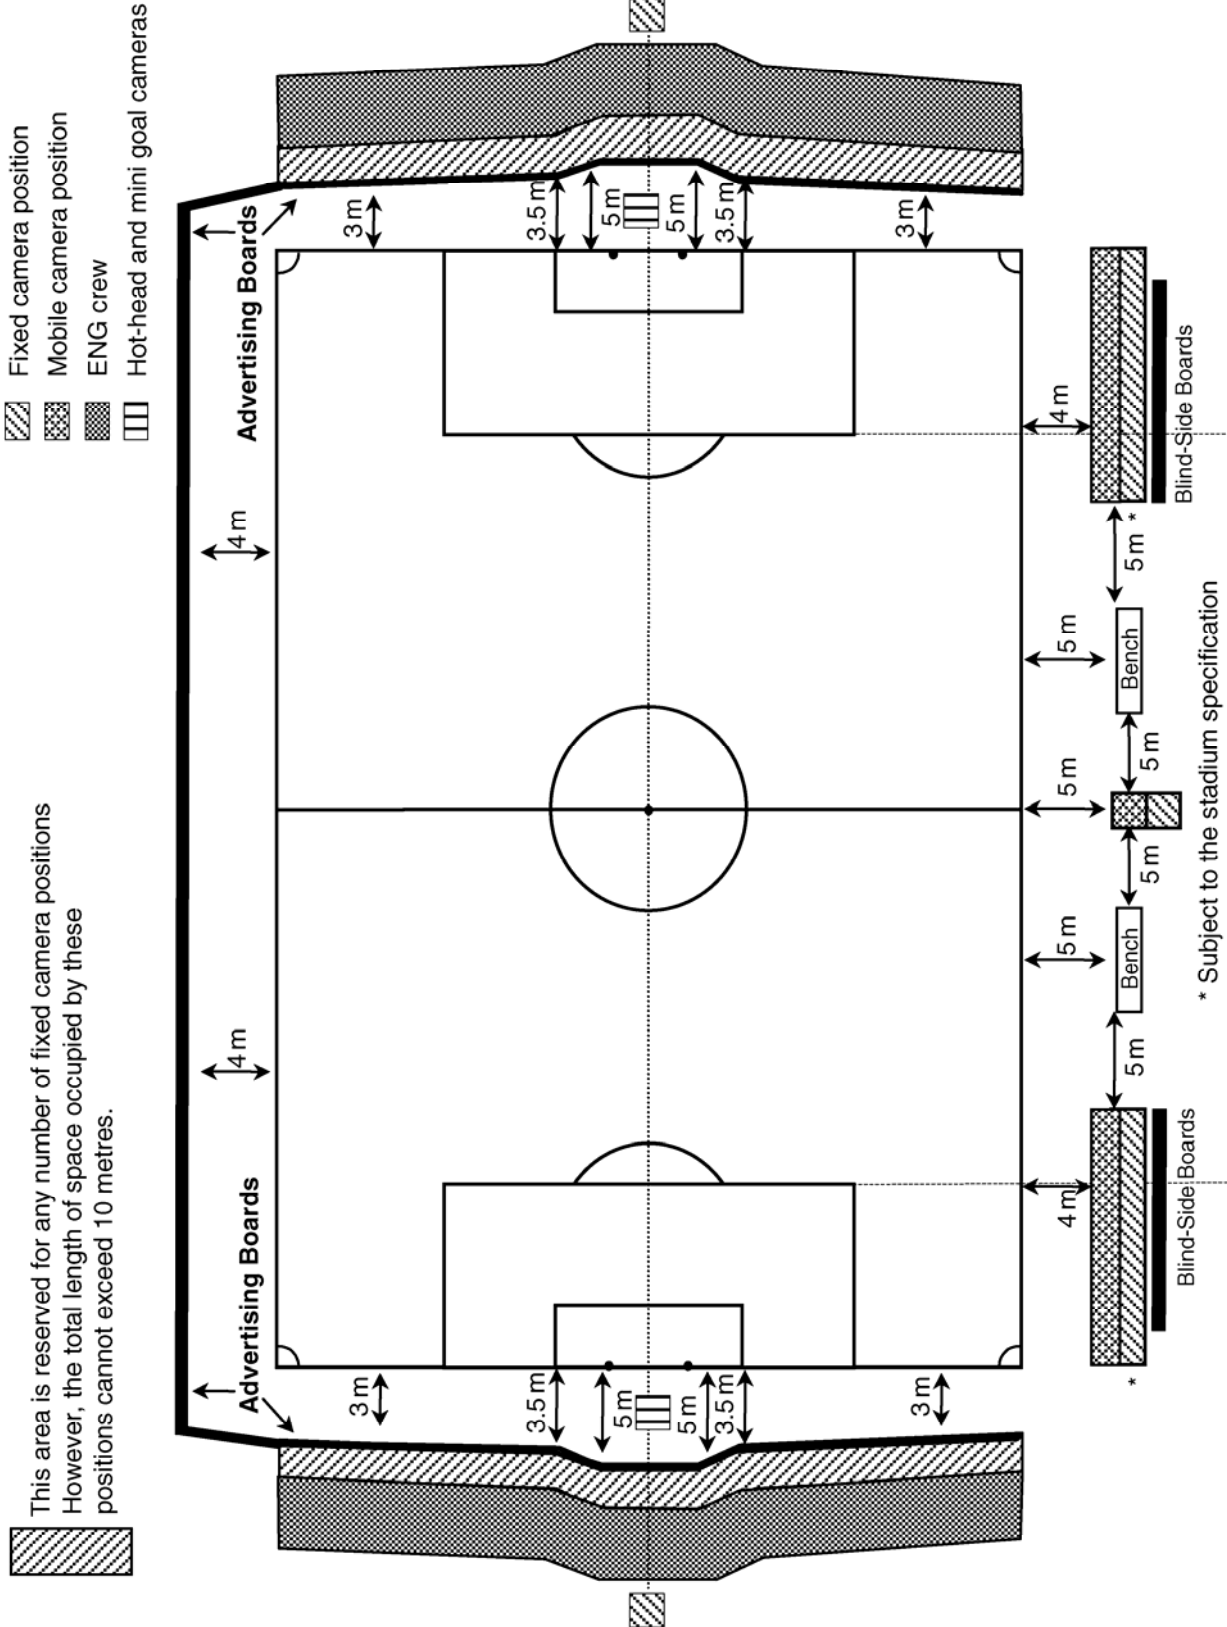 This area is reserved for any number of fixed camera positions
However, the total length of space occupied by these
positions cannot exceed 10 metres.
Fixed camera position
Mobile camera position
ENG crew
Hot-head and mini goal cameras
Advertising Boards
4 m
4 m
Advertising Boards
3 m
3 m
3.5 m
3.5 m
5 m
5 m
5 m
5 m
3.5 m
3.5 m
3 m
3 m
4 m
5 m
5 m
5 m
4 m
*
5 m
Bench
5 m
5 m
Bench
5 m *
Blind-Side Boards
Blind-Side Boards
* Subject to the stadium specification